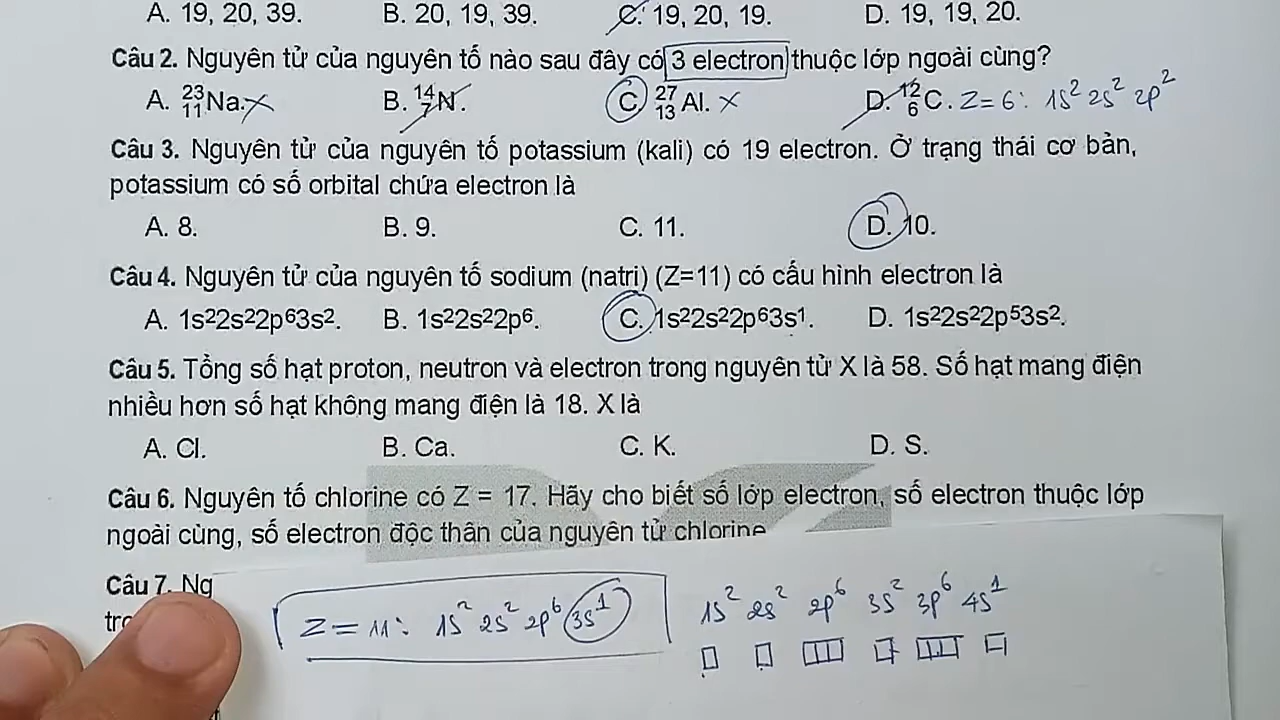 A. 19, 20, 39. B. 20, 19, 39. C. 19, 20, 19. D. 19, 19, 20.
Câu 2. Nguyên tử của nguyên tố nào sau đây có 3 electron thuộc lớp ngoài cùng?
A. ²³₁₁Na. B. ¹⁴₇N. C. ²⁷₁₃Al. D. ¹²₆C. Z=6: 1s² 2s² 2p²
Câu 3. Nguyên tử của nguyên tố potassium (kali) có 19 electron. Ở trạng thái cơ bản,
potassium có số orbital chứa electron là
A. 8. B. 9. C. 11. D. 10.
Câu 4. Nguyên tử của nguyên tố sodium (natri) (Z=11) có cấu hình electron là
A. 1s²2s²2p⁶3s². B. 1s²2s²2p⁶. C. 1s²2s²2p⁶3s¹. D. 1s²2s²2p⁵3s².
Câu 5. Tổng số hạt proton, neutron và electron trong nguyên tử X là 58. Số hạt mang điện
nhiều hơn số hạt không mang điện là 18. X là
A. Cl. B. Ca. C. K. D. S.
Câu 6. Nguyên tố chlorine có Z = 17. Hãy cho biết số lớp electron, số electron thuộc lớp
ngoài cùng, số electron độc thân của nguyên tử chlorine
Câu 7. Ng
Z = 11: 1s² 2s² 2p⁶ 3s¹ 1s² 2s² 2p⁶ 3s² 3p⁶ 4s¹